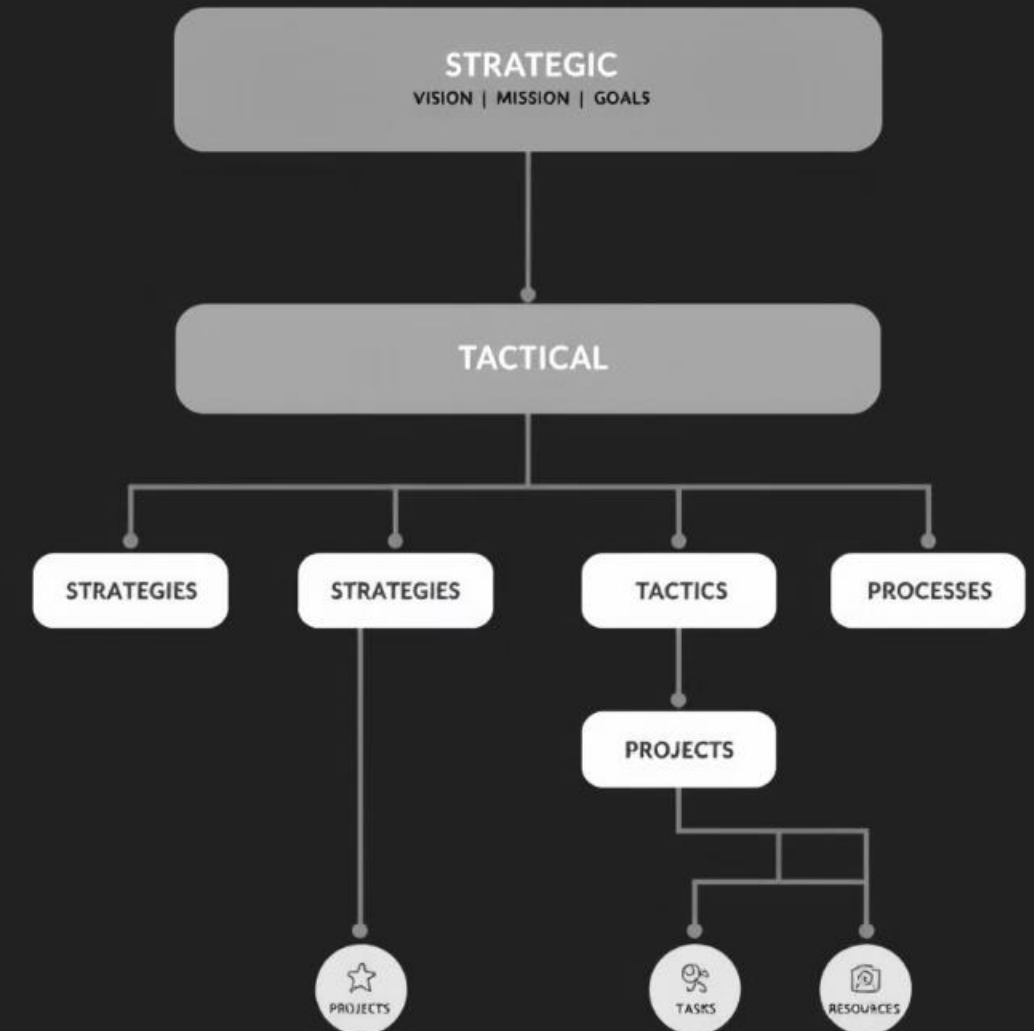 STRATEGIC
VISION | MISSION | GOALS
TACTICAL
STRATEGIES
STRATEGIES
TACTICS
PROCESSES
PROJECTS
PROJECTS
TASKS
RESOURCES